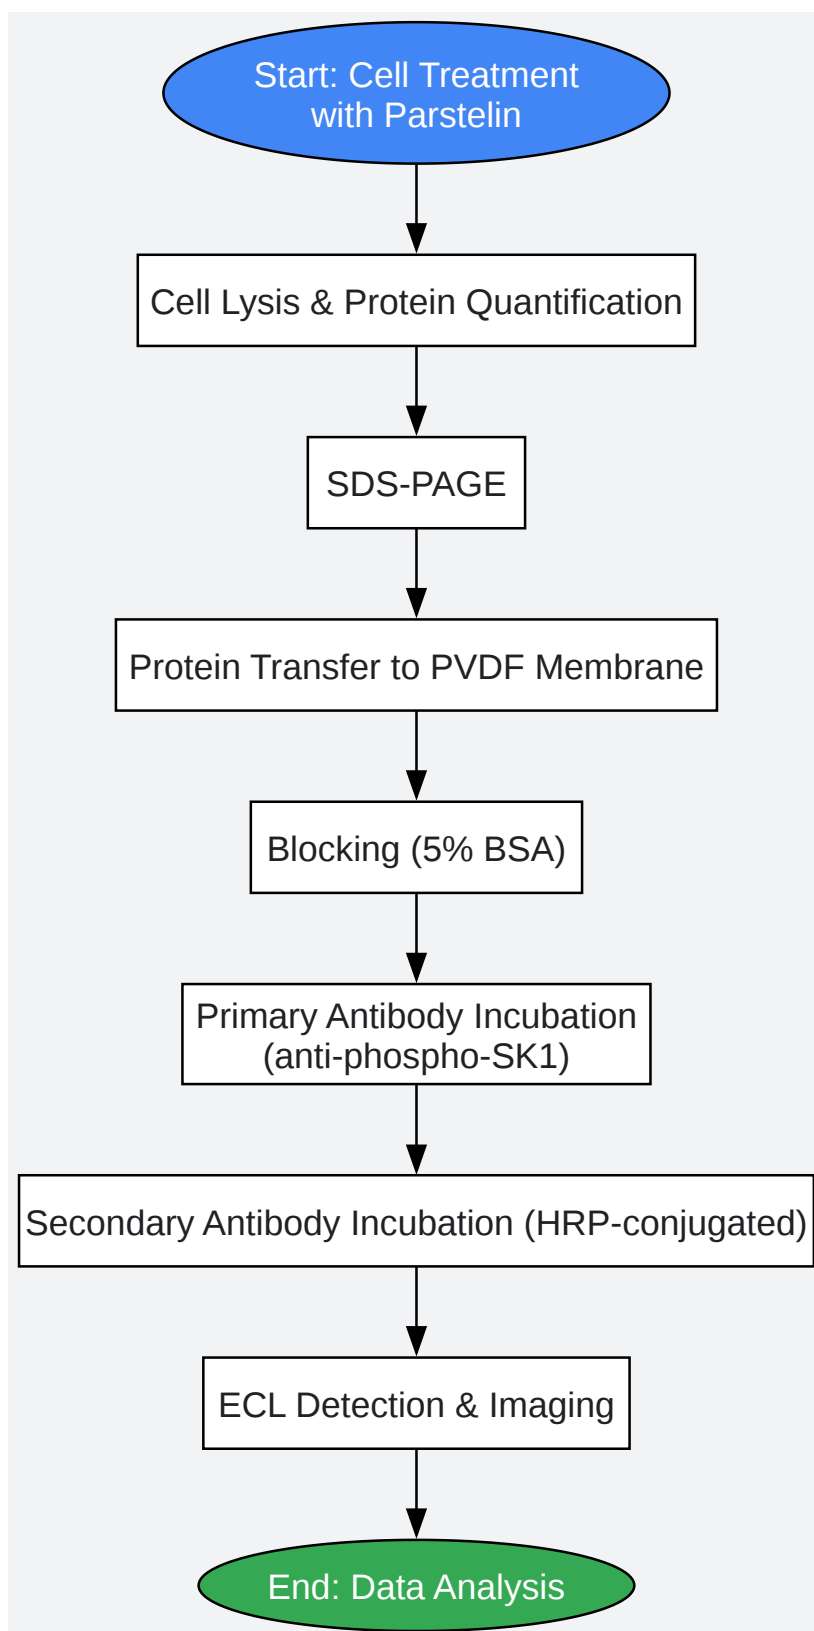 Start: Cell Treatment
with Parstelin
Cell Lysis & Protein Quantification
SDS-PAGE
Protein Transfer to PVDF Membrane
Blocking (5% BSA)
Primary Antibody Incubation
(anti-phospho-SK1)
Secondary Antibody Incubation (HRP-conjugated)
ECL Detection & Imaging
End: Data Analysis